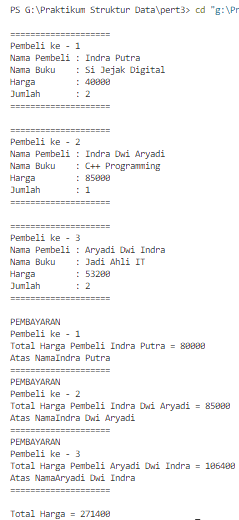 PS G:\Praktikum Struktur Data\pert3> cd "g:\Pr
====================
Pembeli ke - 1
Nama Pembeli : Indra Putra
Nama Buku : Si Jejak Digital
Harga : 40000
Jumlah : 2
====================
====================
Pembeli ke - 2
Nama Pembeli : Indra Dwi Aryadi
Nama Buku : C++ Programming
Harga : 85000
Jumlah : 1
====================
====================
Pembeli ke - 3
Nama Pembeli : Aryadi Dwi Indra
Nama Buku : Jadi Ahli IT
Harga : 53200
Jumlah : 2
====================
PEMBAYARAN
Pembeli ke - 1
Total Harga Pembeli Indra Putra = 80000
Atas NamaIndra Putra
====================
PEMBAYARAN
Pembeli ke - 2
Total Harga Pembeli Indra Dwi Aryadi = 85000
Atas NamaIndra Dwi Aryadi
====================
PEMBAYARAN
Pembeli ke - 3
Total Harga Pembeli Aryadi Dwi Indra = 106400
Atas NamaAryadi Dwi Indra
====================
Total Harga = 271400